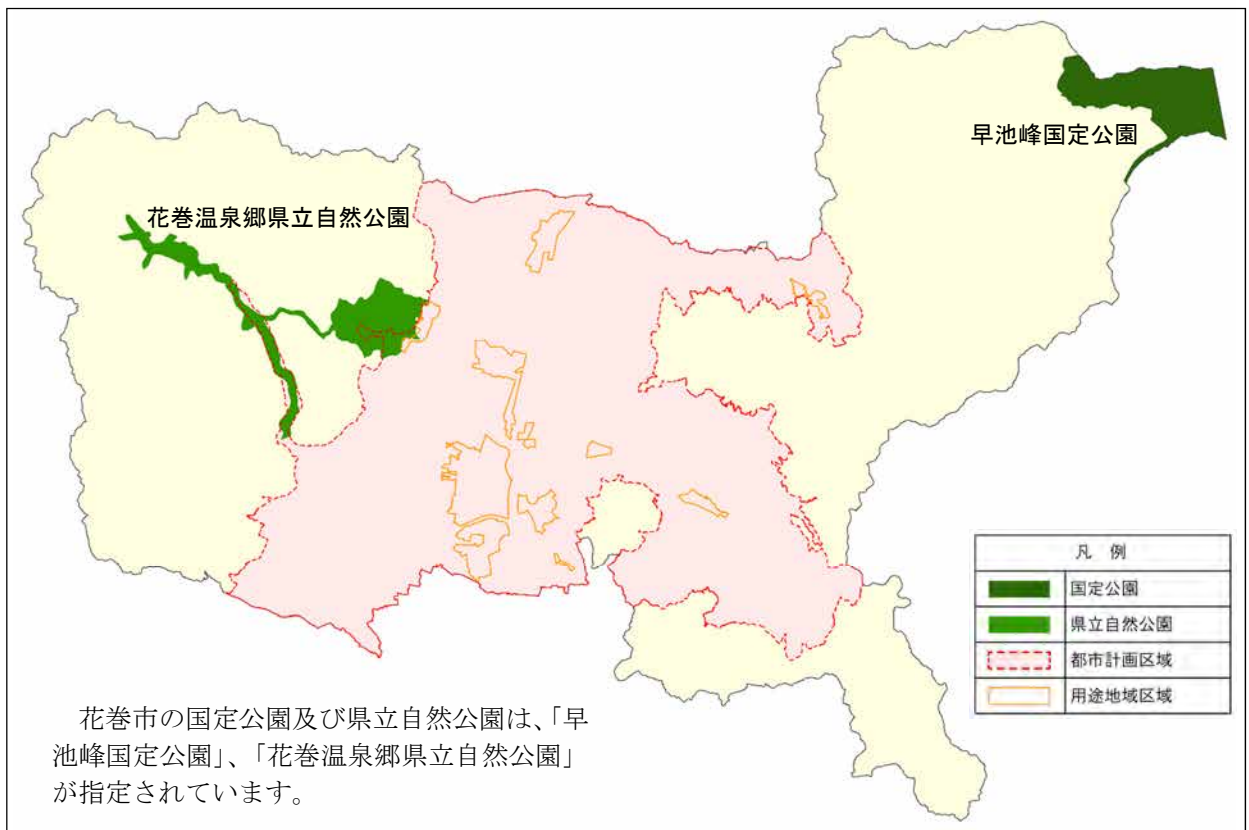 早池峰国定公園
花巻温泉郷県立自然公園
凡 例
国定公園
県立自然公園
都市計画区域
用途地域区域
花巻市の国定公園及び県立自然公園は、「早
池峰国定公園」、「花巻温泉郷県立自然公園」
が指定されています。